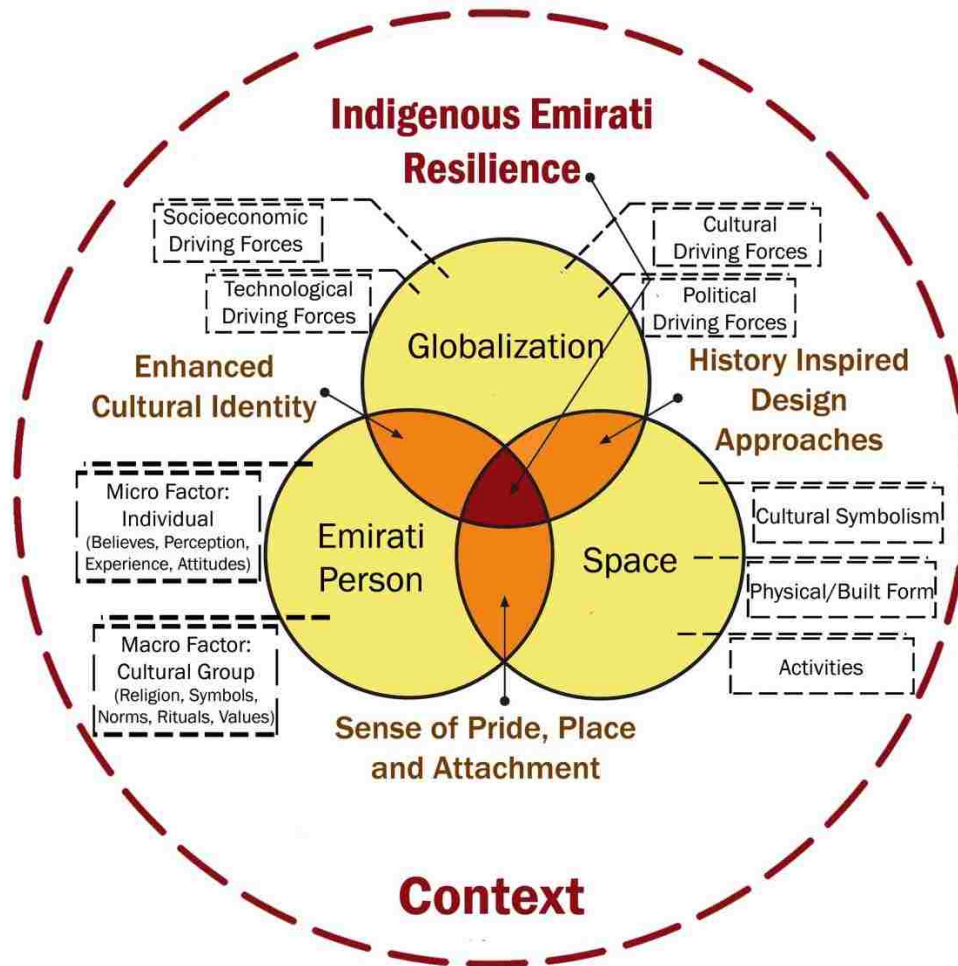 Indigenous Emirati
Resilience
Socioeconomic
Driving Forces
Cultural
Driving Forces
Technological
Driving Forces
Political
Driving Forces
Globalization
Enhanced
Cultural Identity
History Inspired
Design
Approaches
Micro Factor:
Individual
(Believes, Perception,
Experience, Attitudes)
Emirati
Person
Space
Cultural Symbolism
Physical/Built Form
Activities
Macro Factor:
Cultural Group
(Religion, Symbols,
Norms, Rituals, Values)
Sense of Pride, Place
and Attachment
Context